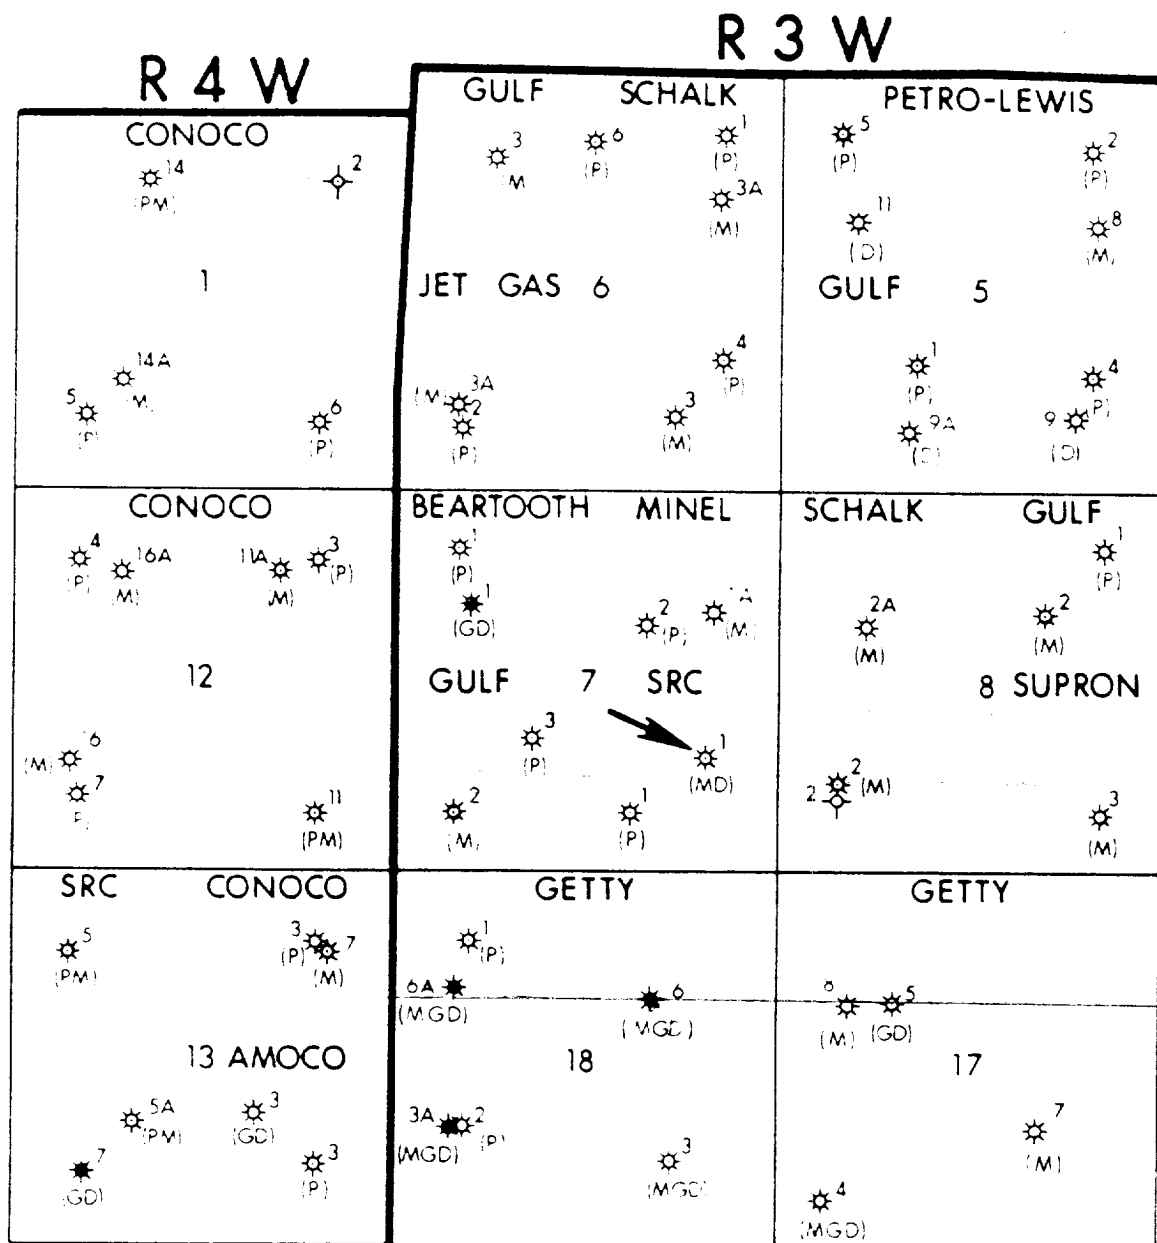 R 3 W
R 4 W
CONOCO
14
(PM)
2
1
14A
(M)
5
(P)
6
(P)
GULF SCHALK
3
(M
6
(P)
1
(P)
3A
(M)
JET GAS 6
4
(P)
(M) 3A
2
(P)
3
(M)
PETRO-LEWIS
5
(P)
2
(P)
11
(D)
8
(M)
GULF 5
1
(P)
4
(P)
9A
(D)
9
(D)
CONOCO
4
(P)
16A
(M)
11A
(M)
3
(P)
12
(M)
7
P)
11
(PM)
BEARTOOTH MINEL
1
(P)
1
(GD)
2
(P)
(M)
GULF 7 SRC
3
(P)
1
(MD)
2
(M)
1
(P)
SCHALK GULF
1
(P)
2A
(M)
2
(M)
8 SUPRON
2
(M)
2
3
(M)
SRC CONOCO
5
(PM)
3
(P)
7
(M)
13 AMOCO
5A
(PM)
3
(GD)
7
(GD)
3
(P)
GETTY
1
(P)
6A
(MGD)
6
(MGD)
18
3A
(MGD)
2
(P)
3
(MGD)
GETTY
(M)
5
(GD)
17
7
(M)
4
(MGD)